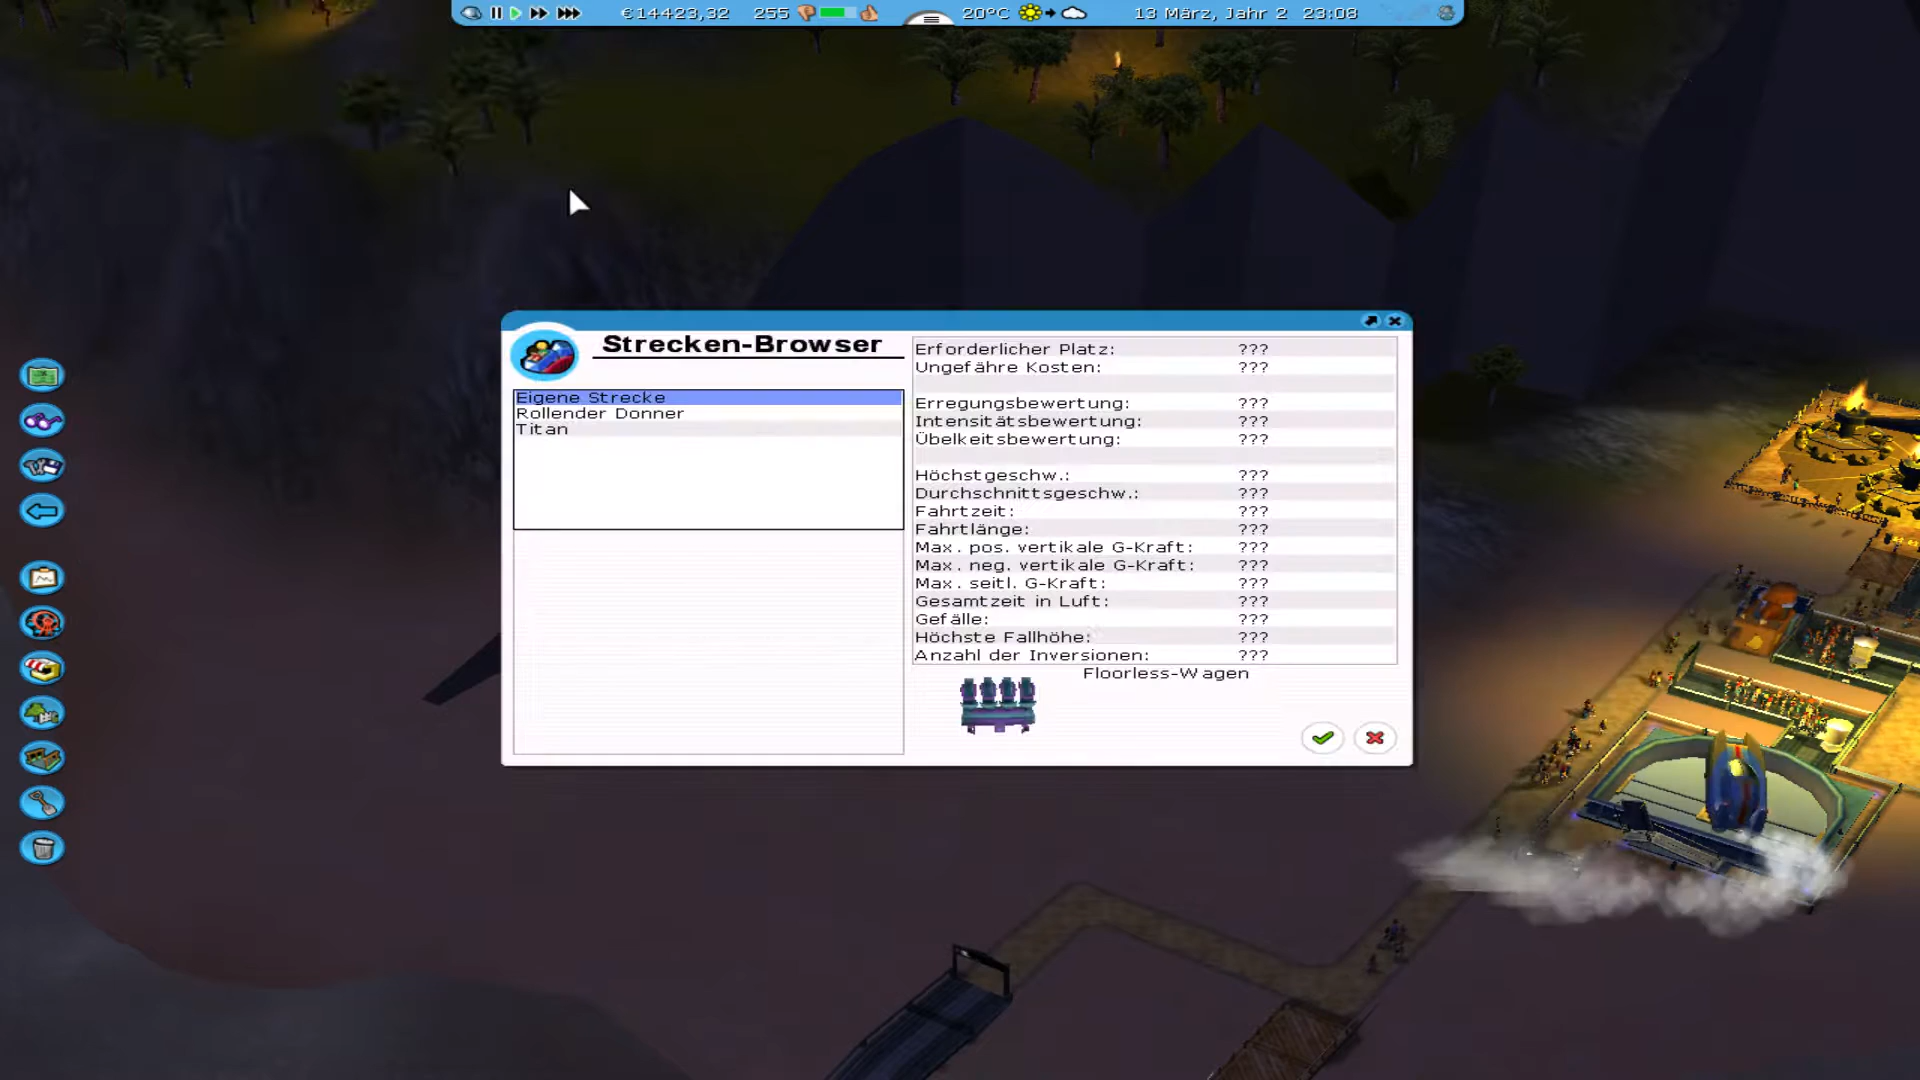 €14423,32 255 20°C 13 März, Jahr 2 23:08
Strecken-Browser
Eigene Strecke
Rollender Donner
Titan
Erforderlicher Platz: ???
Ungefähre Kosten: ???
Erregungsbewertung: ???
Intensitätsbewertung: ???
Übelkeitsbewertung: ???
Höchstgeschw.: ???
Durchschnittsgeschw.: ???
Fahrtzeit: ???
Fahrtlänge: ???
Max. pos. vertikale G-Kraft: ???
Max. neg. vertikale G-Kraft: ???
Max. seitl. G-Kraft: ???
Gesamtzeit in Luft: ???
Gefälle: ???
Höchste Fallhöhe: ???
Anzahl der Inversionen: ???
Floorless-Wagen